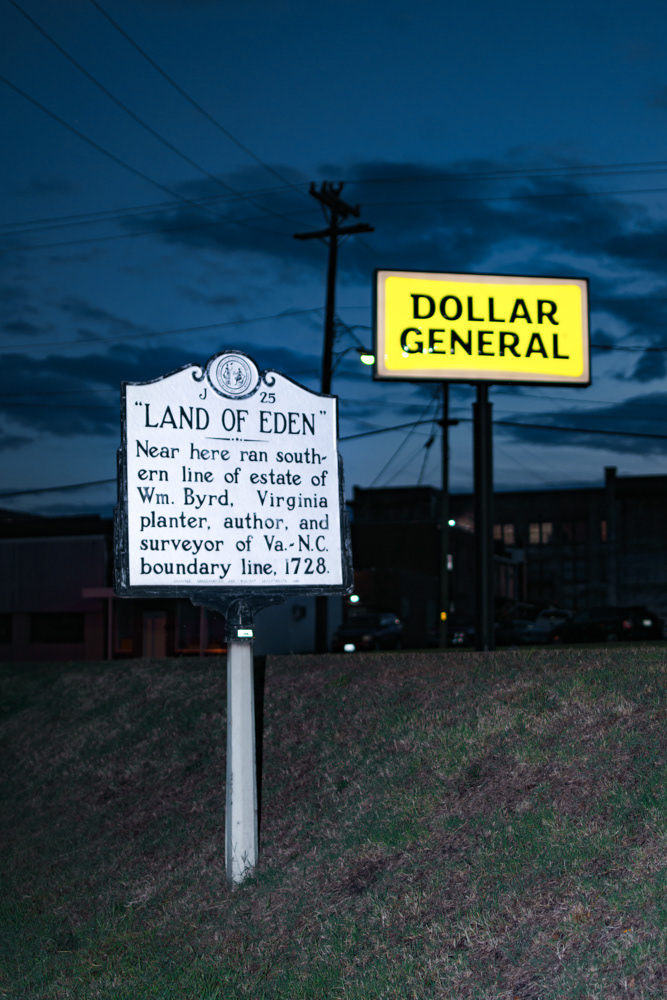 J 25
"LAND OF EDEN"
Near here ran south-
ern line of estate of
Wm. Byrd, Virginia
planter, author, and
surveyor of Va.-N.C.
boundary line, 1728.
DOLLAR
GENERAL